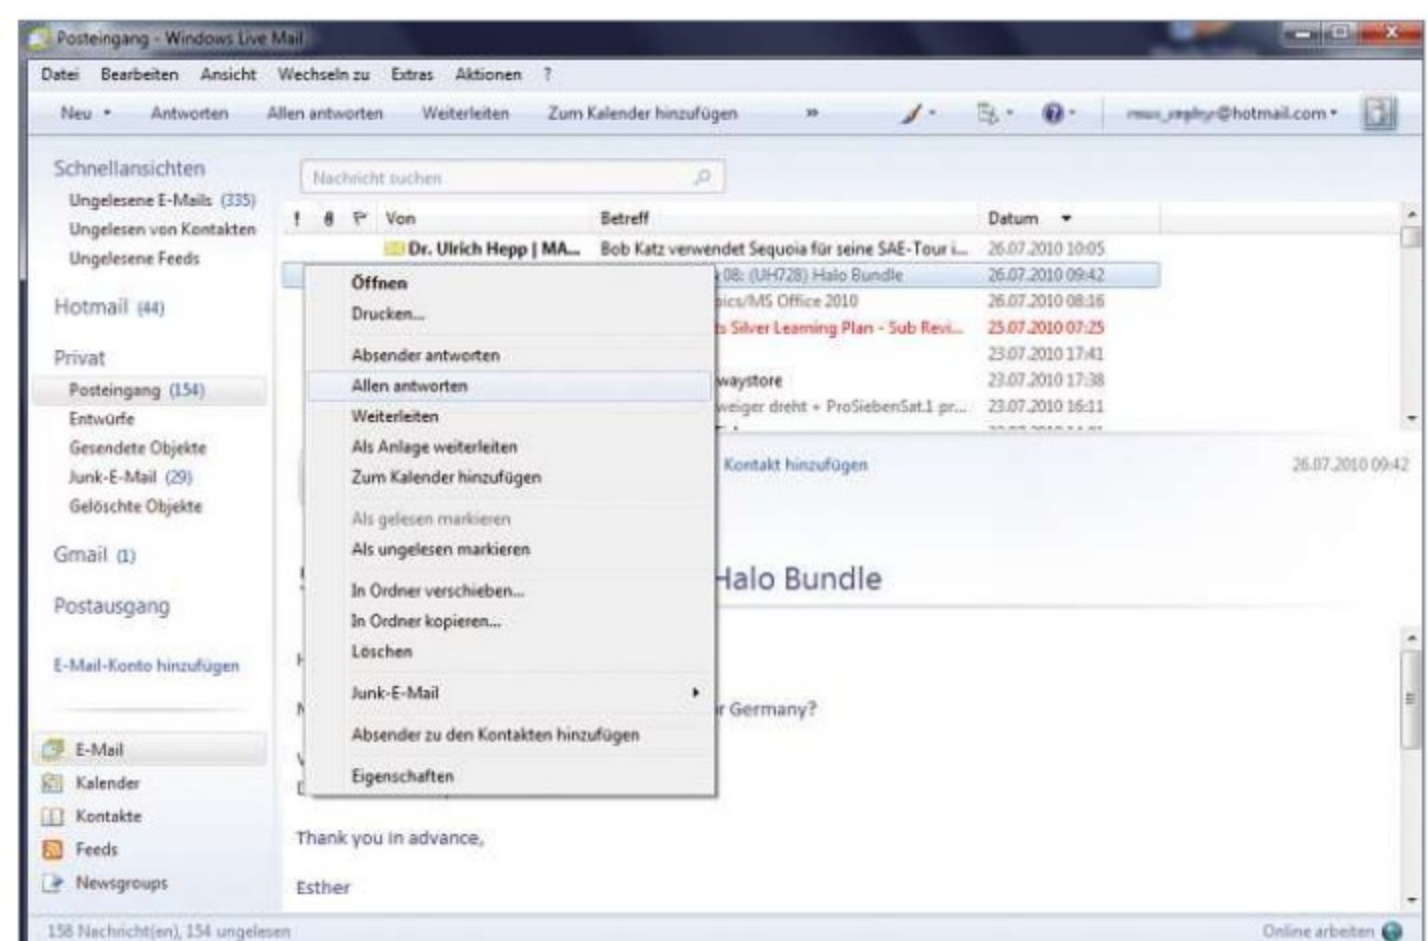 Posteingang - Windows Live Mail
Datei Bearbeiten Ansicht Wechseln zu Extras Aktionen ?
Neu Antworten Allen antworten Weiterleiten Zum Kalender hinzufügen » @hotmail.com
Schnellansichten
Ungelesene E-Mails (335)
Ungelesen von Kontakten
Ungelesene Feeds
Hotmail (44)
Privat
Posteingang (154)
Entwürfe
Gesendete Objekte
Junk-E-Mail (29)
Gelöschte Objekte
Gmail (1)
Postausgang
E-Mail-Konto hinzufügen
E-Mail
Kalender
Kontakte
Feeds
Newsgroups
Nachricht suchen
! Von Betreff Datum
Dr. Ulrich Hepp | MA... Bob Katz verwendet Sequoia für seine SAE-Tour i... 26.07.2010 10:05
08: (UH728) Halo Bundle 26.07.2010 09:42
ics/MS Office 2010 26.07.2010 08:16
Silver Learning Plan - Sub Revi... 25.07.2010 07:25
23.07.2010 17:41
waystore 23.07.2010 17:38
weiger dreht + ProSiebenSat.1 pr... 23.07.2010 16:11
Öffnen
Drucken...
Absender antworten
Allen antworten
Weiterleiten
Als Anlage weiterleiten
Zum Kalender hinzufügen
Als gelesen markieren
Als ungelesen markieren
In Ordner verschieben...
In Ordner kopieren...
Löschen
Junk-E-Mail
Absender zu den Kontakten hinzufügen
Eigenschaften
Kontakt hinzufügen 26.07.2010 09:42
Halo Bundle
r Germany?
Thank you in advance,
Esther
158 Nachricht(en), 154 ungelesen Online arbeiten